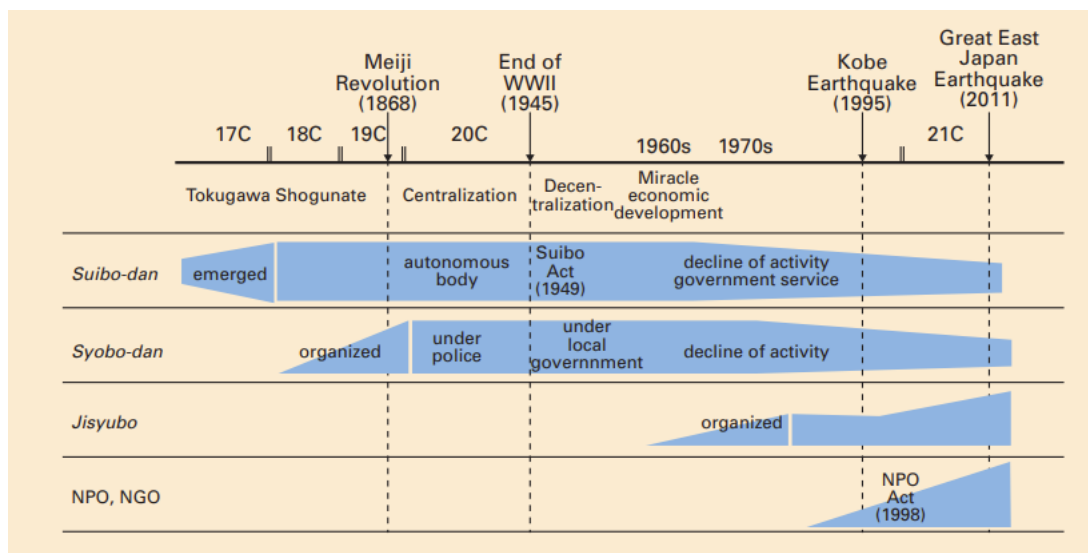 Meiji
Revolution
(1868)
End of
WWII
(1945)
Kobe
Earthquake
(1995)
Great East
Japan
Earthquake
(2011)
17C
18C
19C
20C
1960s
1970s
21C
Tokugawa Shogunate
Centralization
Decen-
tralization
Miracle
economic
development
Suibo-dan
emerged
autonomous
body
Suibo
Act
(1949)
decline of activity
government service
Syobo-dan
organized
under
police
under
local
governnment
decline of activity
Jisyubo
organized
NPO, NGO
NPO
Act
(1998)